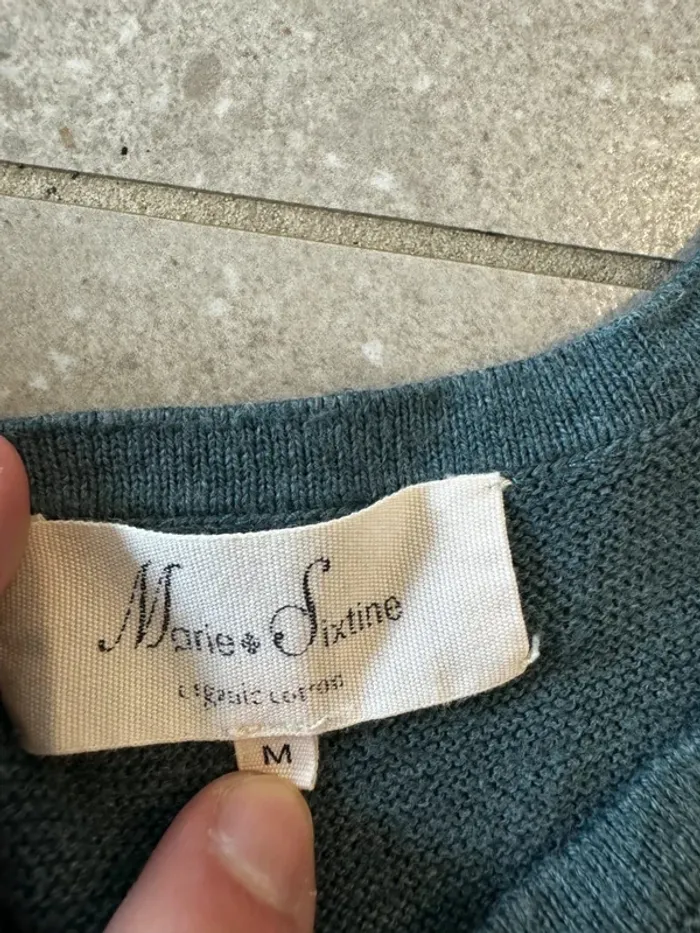 Marie ❉ Sixtine
organic cotton
M